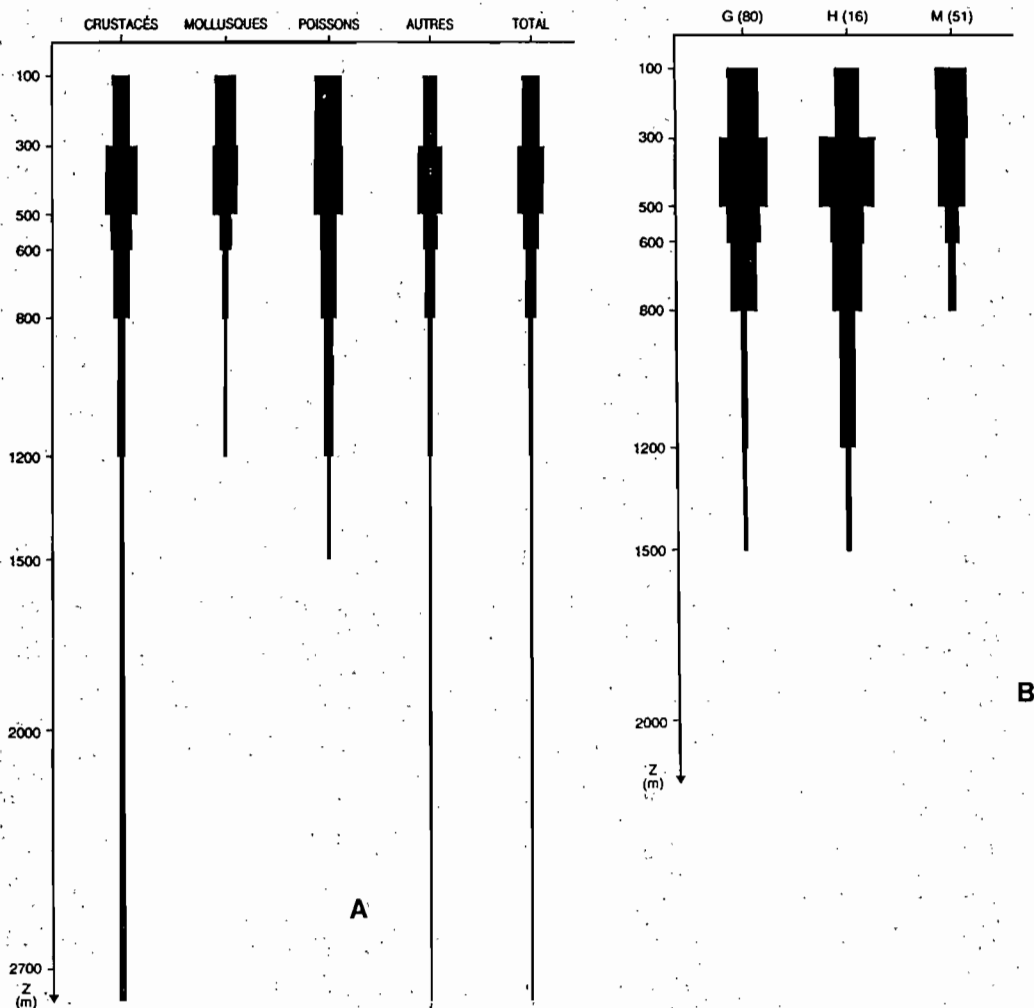 CRUSTACÉS MOLLUSQUES POISSONS AUTRES TOTAL
100
300
500
600
800
1200
1500
2000
2700
Z
(m)
A
G (80) H (16) M (51)
100
300
500
600
800
1200
1500
2000
Z
(m)
B